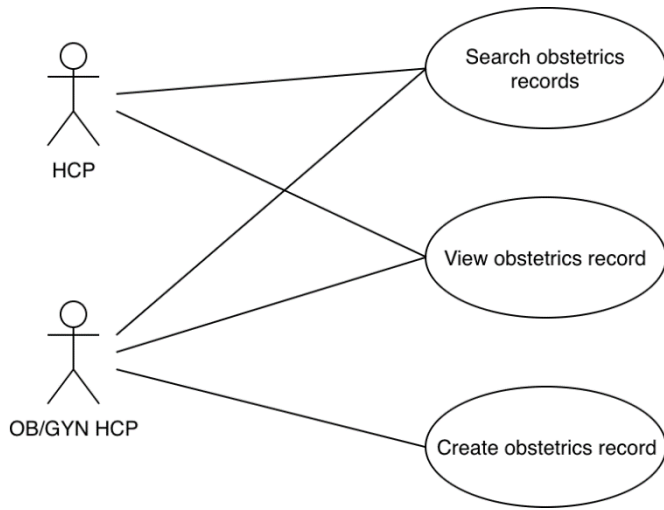 Search obstetrics
records
HCP
View obstetrics record
OB/GYN HCP
Create obstetrics record